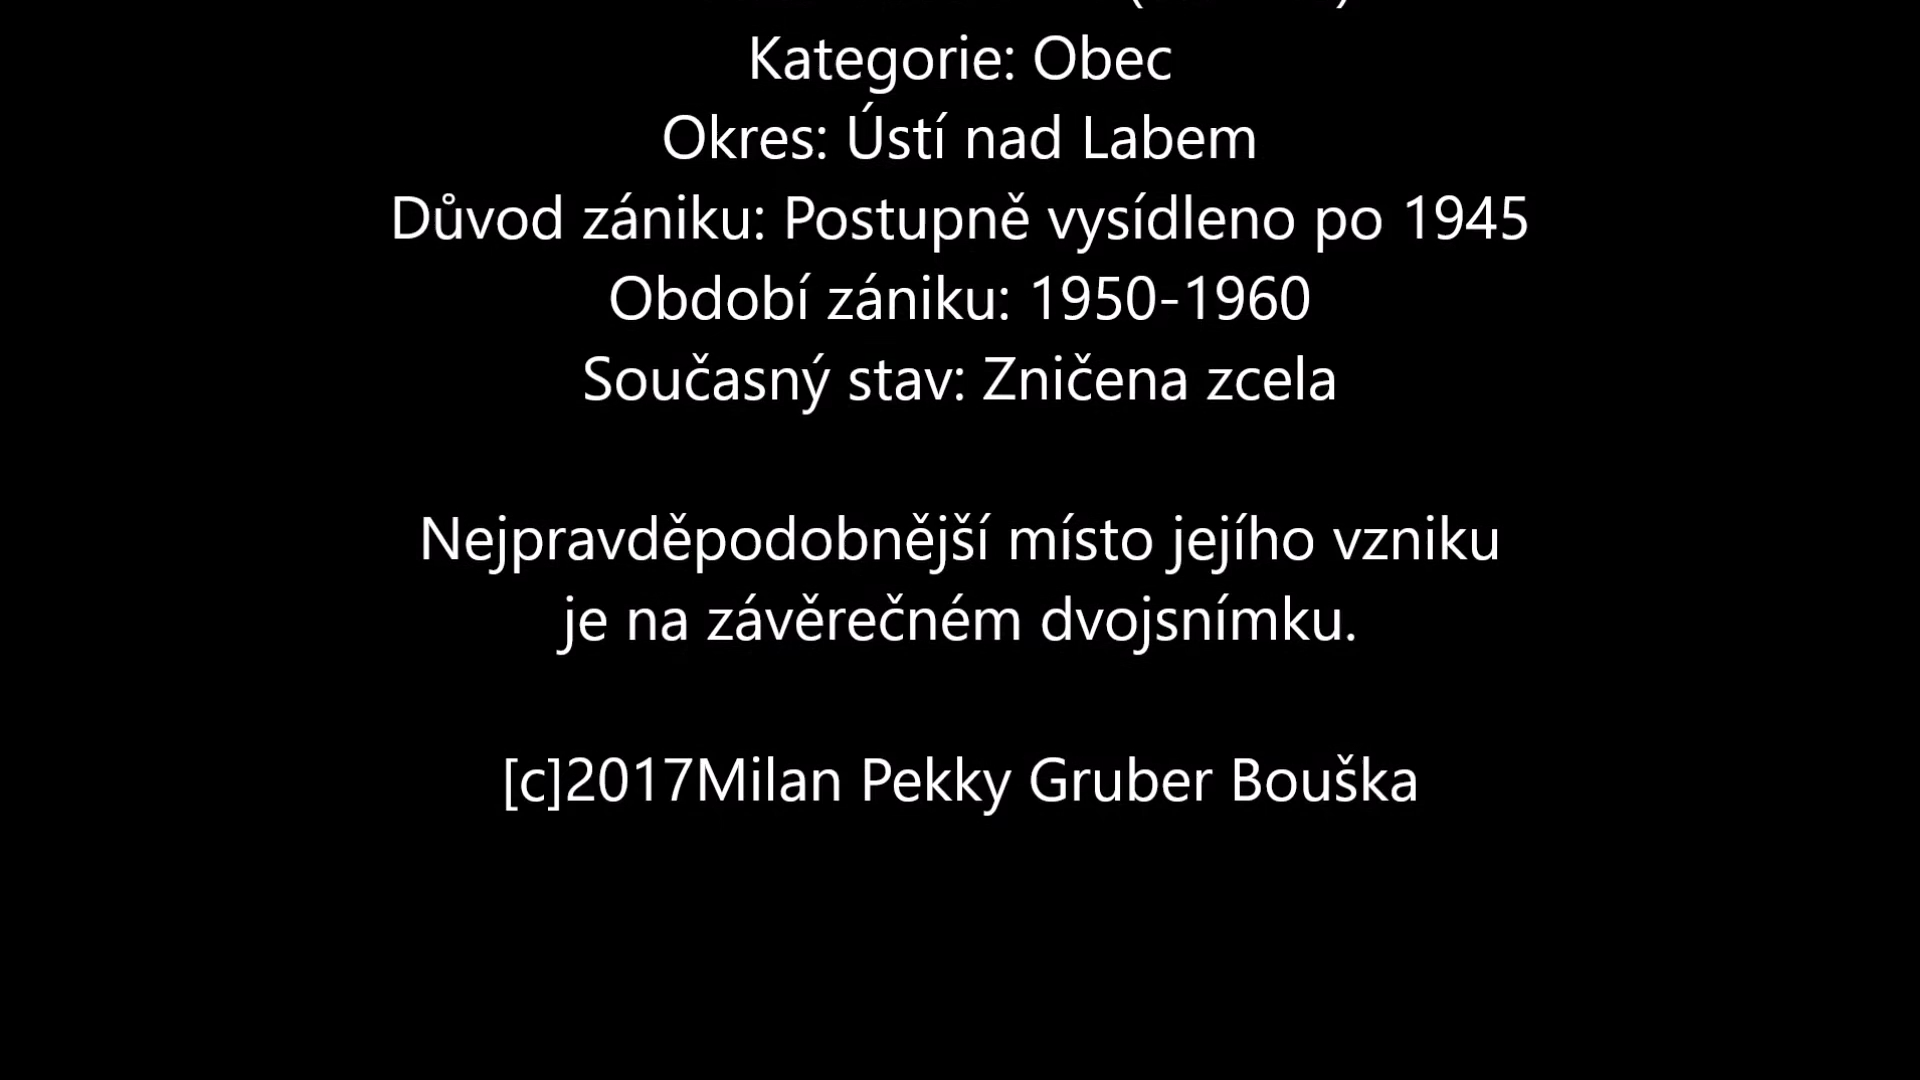 Kategorie: Obec
Okres: Ústí nad Labem
Důvod zániku: Postupně vysídleno po 1945
Období zániku: 1950-1960
Současný stav: Zničena zcela
Nejpravděpodobnější místo jejího vzniku
je na závěrečném dvojsnímku.
[c]2017Milan Pekky Gruber Bouška